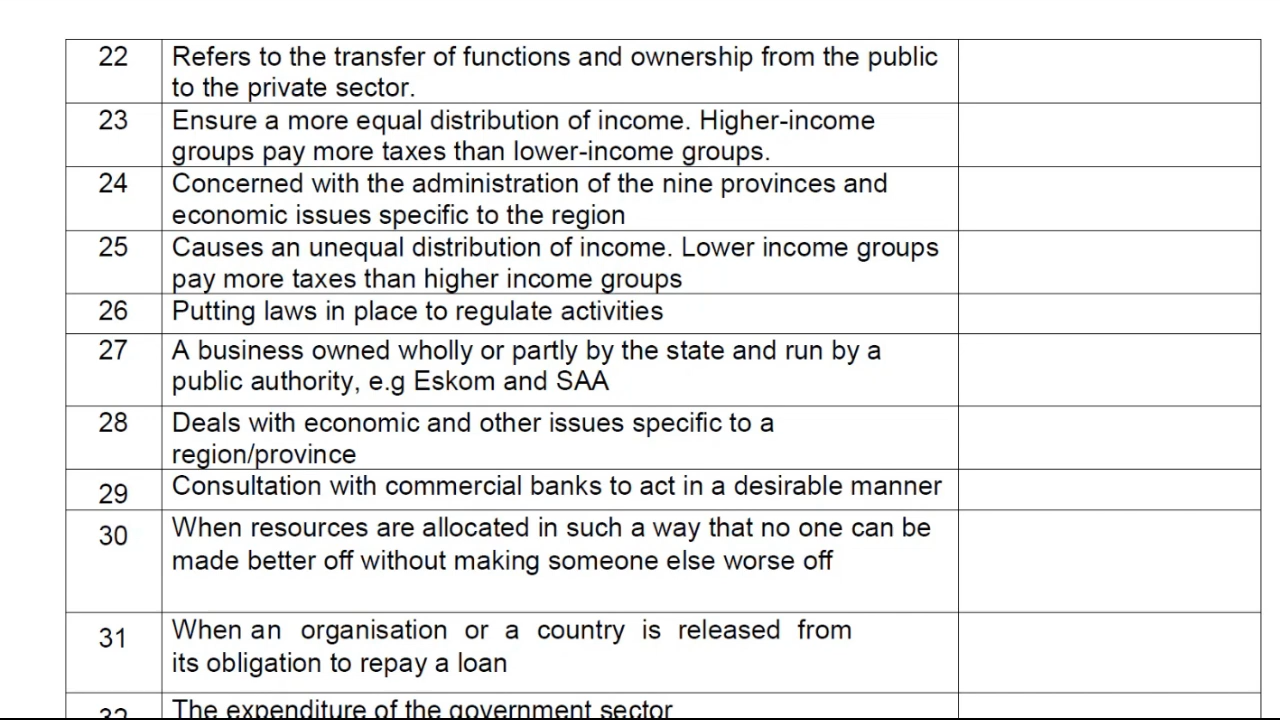 22 Refers to the transfer of functions and ownership from the public
to the private sector.
23 Ensure a more equal distribution of income. Higher-income
groups pay more taxes than lower-income groups.
24 Concerned with the administration of the nine provinces and
economic issues specific to the region
25 Causes an unequal distribution of income. Lower income groups
pay more taxes than higher income groups
26 Putting laws in place to regulate activities
27 A business owned wholly or partly by the state and run by a
public authority, e.g Eskom and SAA
28 Deals with economic and other issues specific to a
region/province
29 Consultation with commercial banks to act in a desirable manner
30 When resources are allocated in such a way that no one can be
made better off without making someone else worse off
31 When an organisation or a country is released from
its obligation to repay a loan
32 The expenditure of the government sector